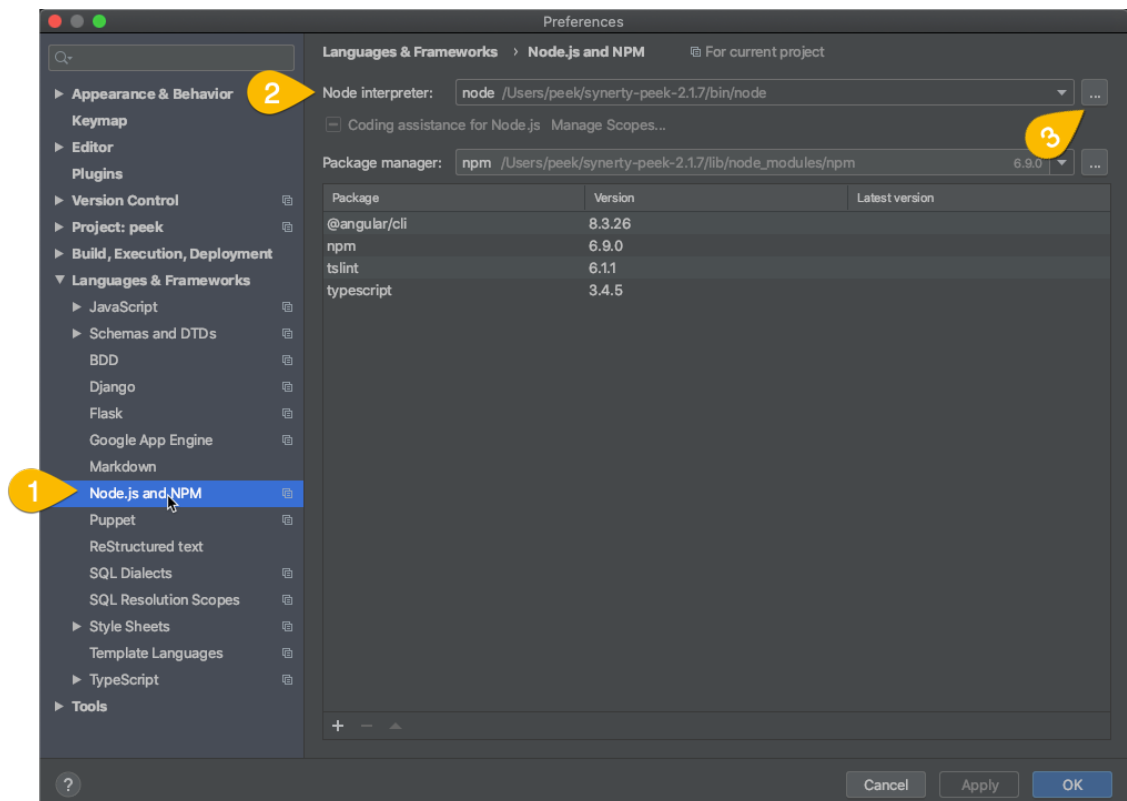 Preferences
Languages & Frameworks › Node.js and NPM For current project
Appearance & Behavior
Keymap
Editor
Plugins
Version Control
Project: peek
Build, Execution, Deployment
Languages & Frameworks
JavaScript
Schemas and DTDs
BDD
Django
Flask
Google App Engine
Markdown
1
Node.js and NPM
Puppet
ReStructured text
SQL Dialects
SQL Resolution Scopes
Style Sheets
Template Languages
TypeScript
Tools
2
Node interpreter: node /Users/peek/synerty-peek-2.1.7/bin/node ...
3
Coding assistance for Node.js Manage Scopes...
Package manager: npm /Users/peek/synerty-peek-2.1.7/lib/node_modules/npm 6.9.0 ...
Package Version Latest version
@angular/cli 8.3.26
npm 6.9.0
tslint 6.1.1
typescript 3.4.5
+ −
? Cancel Apply OK